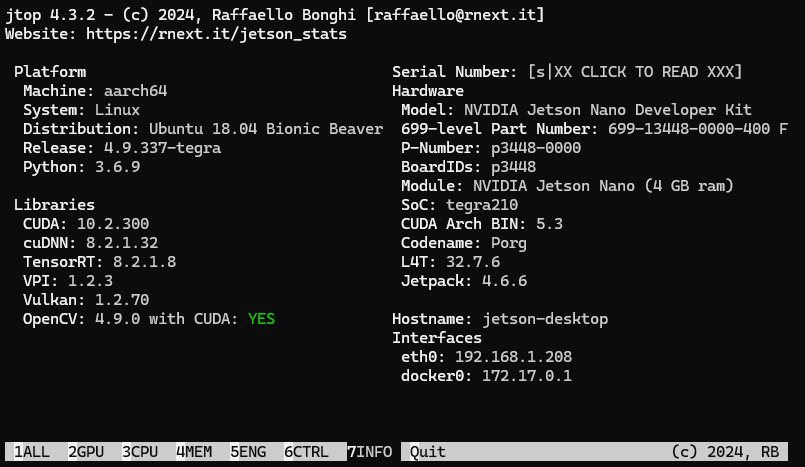 jtop 4.3.2 - (c) 2024, Raffaello Bonghi [raffaello@rnext.it]
Website: https://rnext.it/jetson_stats
Platform
Machine: aarch64
System: Linux
Distribution: Ubuntu 18.04 Bionic Beaver
Release: 4.9.337-tegra
Python: 3.6.9
Libraries
CUDA: 10.2.300
cuDNN: 8.2.1.32
TensorRT: 8.2.1.8
VPI: 1.2.3
Vulkan: 1.2.70
OpenCV: 4.9.0 with CUDA: YES
Serial Number: [s|XX CLICK TO READ XXX]
Hardware
Model: NVIDIA Jetson Nano Developer Kit
699-level Part Number: 699-13448-0000-400 F
P-Number: p3448-0000
BoardIDs: p3448
Module: NVIDIA Jetson Nano (4 GB ram)
SoC: tegra210
CUDA Arch BIN: 5.3
Codename: Porg
L4T: 32.7.6
Jetpack: 4.6.6
Hostname: jetson-desktop
Interfaces
eth0: 192.168.1.208
docker0: 172.17.0.1
1ALL 2GPU 3CPU 4MEM 5ENG 6CTRL 7INFO Quit (c) 2024, RB